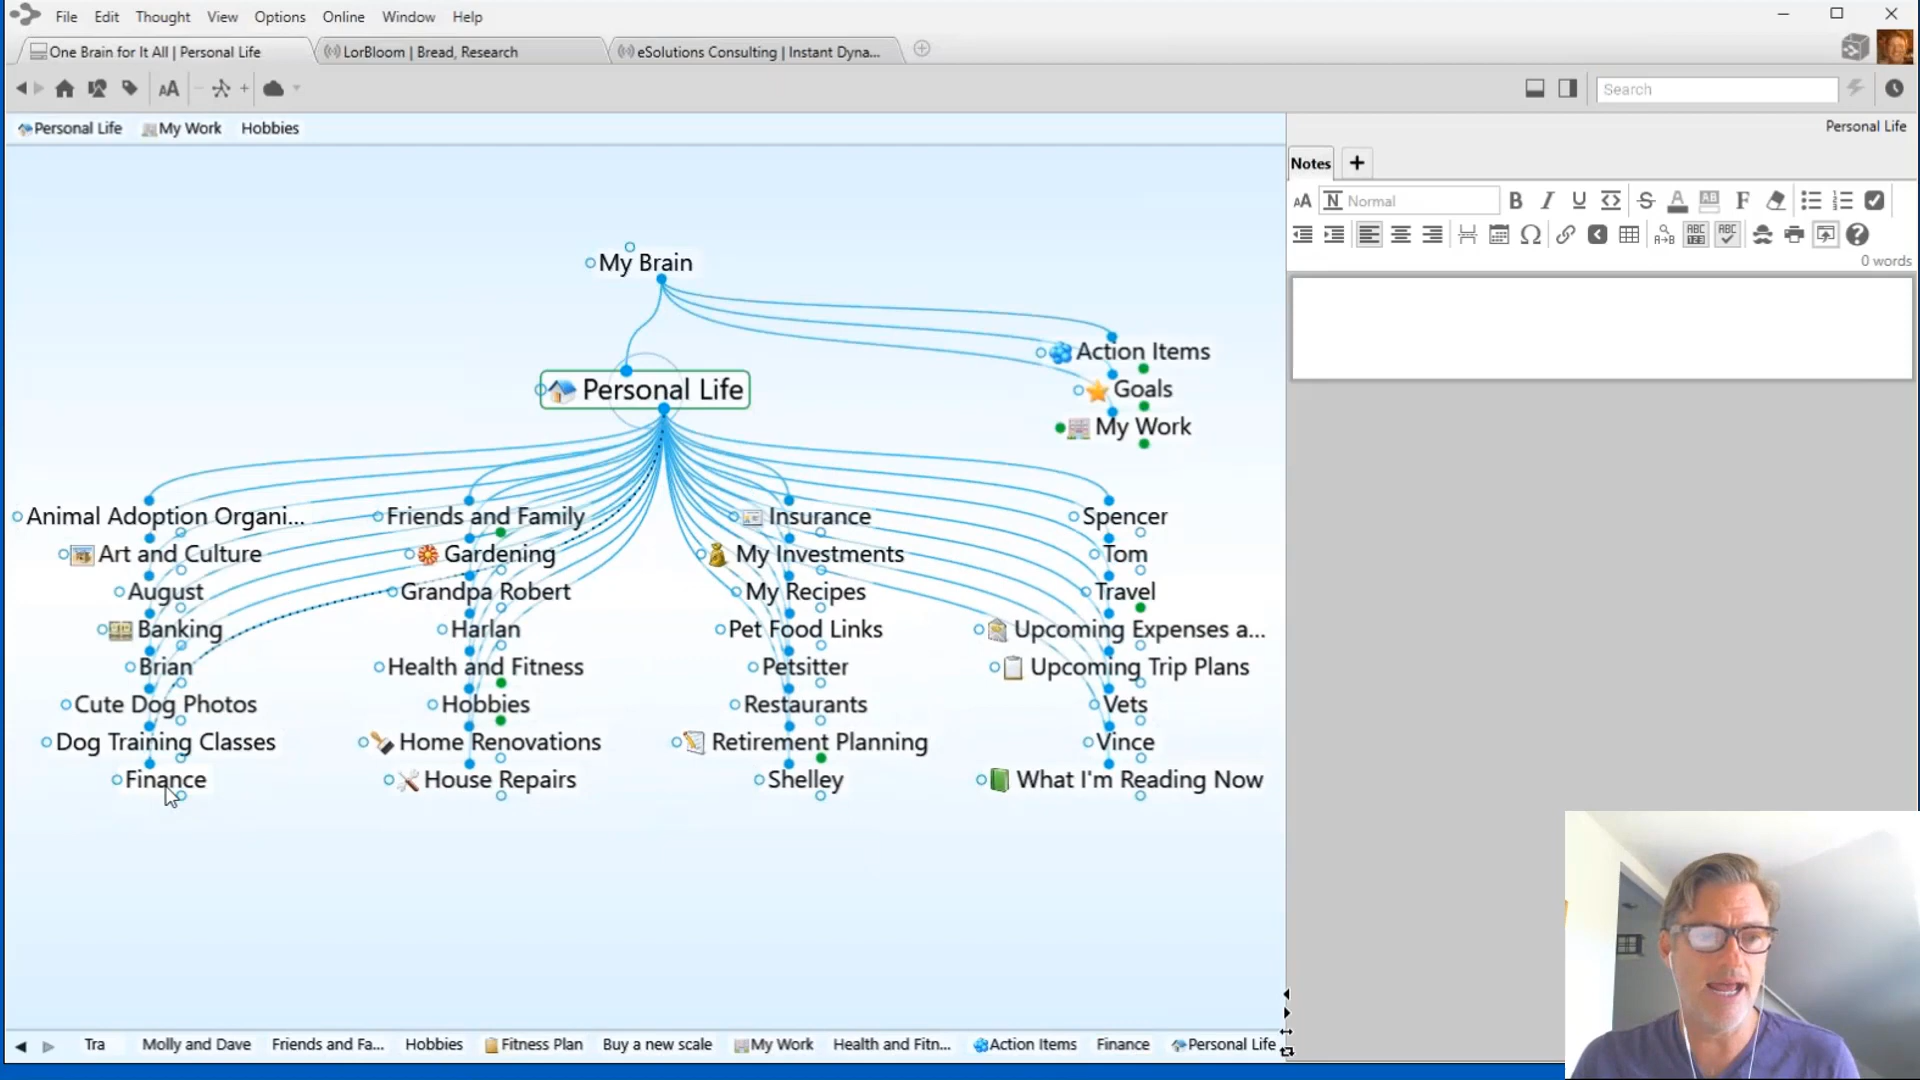 File Edit Thought View Options Online Window Help
One Brain for It All | Personal Life
LorBloom | Bread, Research
eSolutions Consulting | Instant Dyna...
AA
Search
Personal Life My Work Hobbies
Personal Life
Notes
AA N Normal B I U S A AB F
ABC 123 ABC
0 words
My Brain
Action Items
Personal Life
Goals
My Work
Animal Adoption Organi...
Art and Culture
August
Banking
Brian
Cute Dog Photos
Dog Training Classes
Finance
Friends and Family
Gardening
Grandpa Robert
Harlan
Health and Fitness
Hobbies
Home Renovations
House Repairs
Insurance
My Investments
My Recipes
Pet Food Links
Petsitter
Restaurants
Retirement Planning
Shelley
Spencer
Tom
Travel
Upcoming Expenses a...
Upcoming Trip Plans
Vets
Vince
What I'm Reading Now
Tra Molly and Dave Friends and Fa... Hobbies Fitness Plan Buy a new scale My Work Health and Fitn... Action Items Finance Personal Life